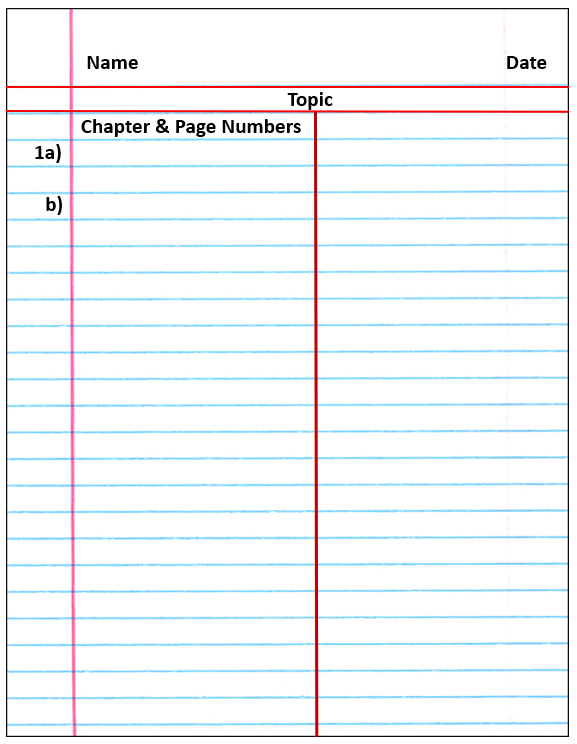 Name Date
Topic
Chapter & Page Numbers
1a)
b)